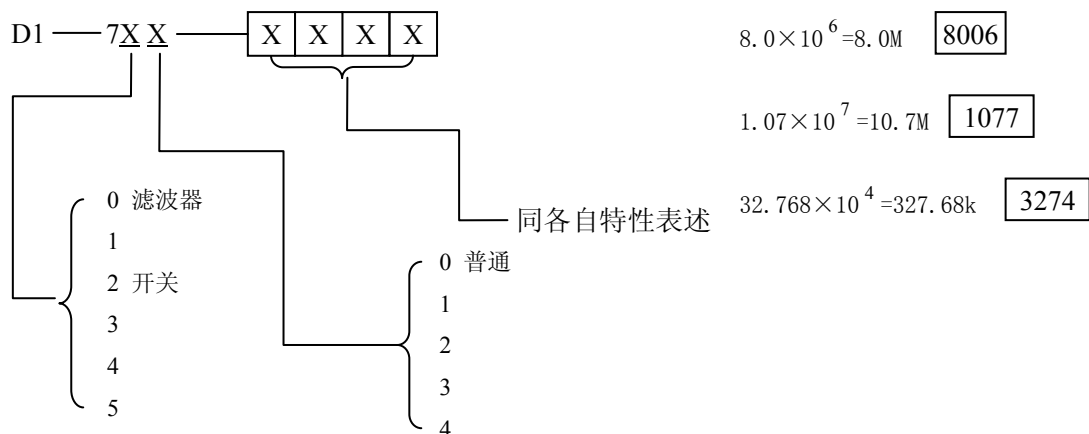 D1 7X X X X X X
8.0×10 6 =8.0M 8006
1.07×10 7 =10.7M 1077
32.768×10 4 =327.68k 3274
0 滤波器
1
2 开关
3
4
5
同各自特性表述
0 普通
1
2
3
4